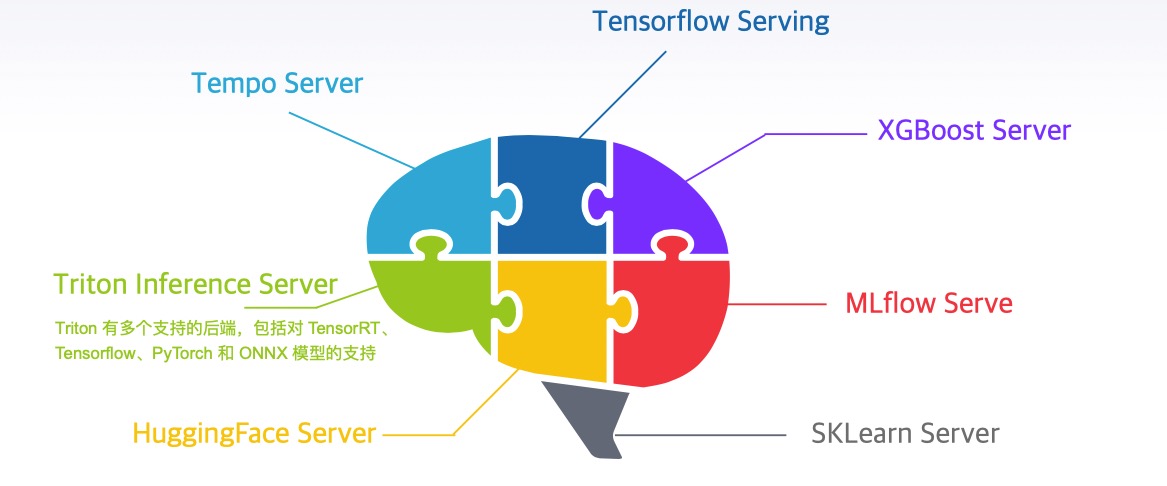 Tensorflow Serving
Tempo Server
XGBoost Server
Triton Inference Server
Triton 有多个支持的后端，包括对 TensorRT、
Tensorflow、PyTorch 和 ONNX 模型的支持
MLflow Serve
HuggingFace Server
SKLearn Server